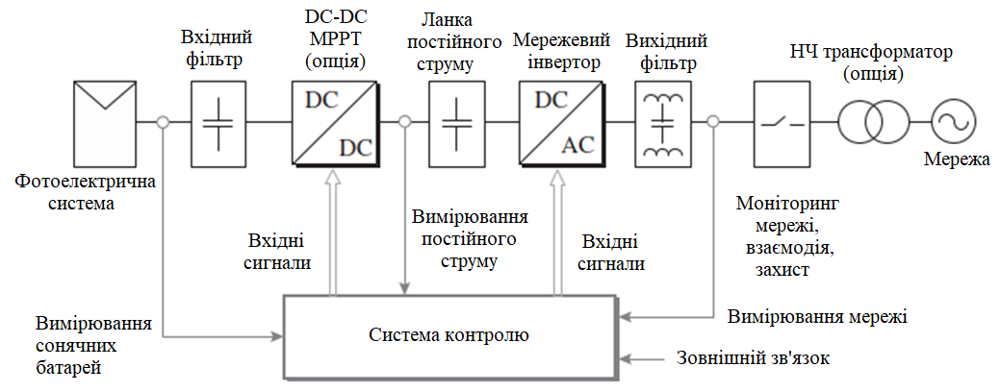 Вхідний
фільтр
DC-DC
MPPT
(опція)
Ланка
постійного
струму
Мережевий
інвертор
Вихідний
фільтр
НЧ трансформатор
(опція)
DC
DC
DC
AC
Фотоелектрична
система
Мережа
Вхідні
сигнали
Вимірювання
постійного
струму
Вхідні
сигнали
Моніторинг
мережі,
взаємодія,
захист
Вимірювання
сонячних
батарей
Система контролю
Вимірювання мережі
Зовнішній зв'язок